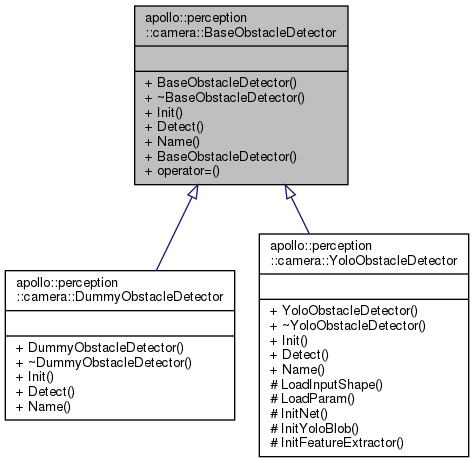 apollo::perception
::camera::BaseObstacleDetector
+ BaseObstacleDetector()
+ ~BaseObstacleDetector()
+ Init()
+ Detect()
+ Name()
+ BaseObstacleDetector()
+ operator=()
apollo::perception
::camera::DummyObstacleDetector
+ DummyObstacleDetector()
+ ~DummyObstacleDetector()
+ Init()
+ Detect()
+ Name()
apollo::perception
::camera::YoloObstacleDetector
+ YoloObstacleDetector()
+ ~YoloObstacleDetector()
+ Init()
+ Detect()
+ Name()
# LoadInputShape()
# LoadParam()
# InitNet()
# InitYoloBlob()
# InitFeatureExtractor()